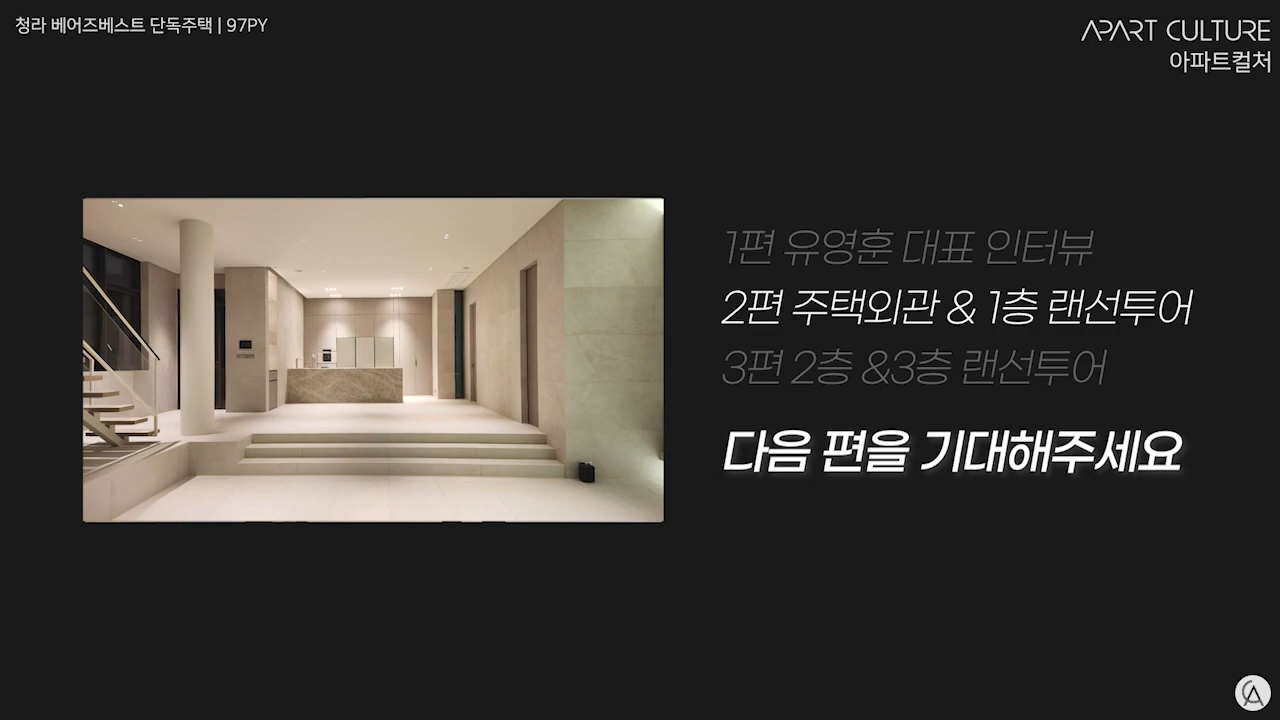 청라 베어즈베스트 단독주택 | 97PY
APART CULTURE
아파트컬처
1편 유영훈 대표 인터뷰
2편 주택외관 & 1층 랜선투어
3편 2층 &3층 랜선투어
다음 편을 기대해주세요